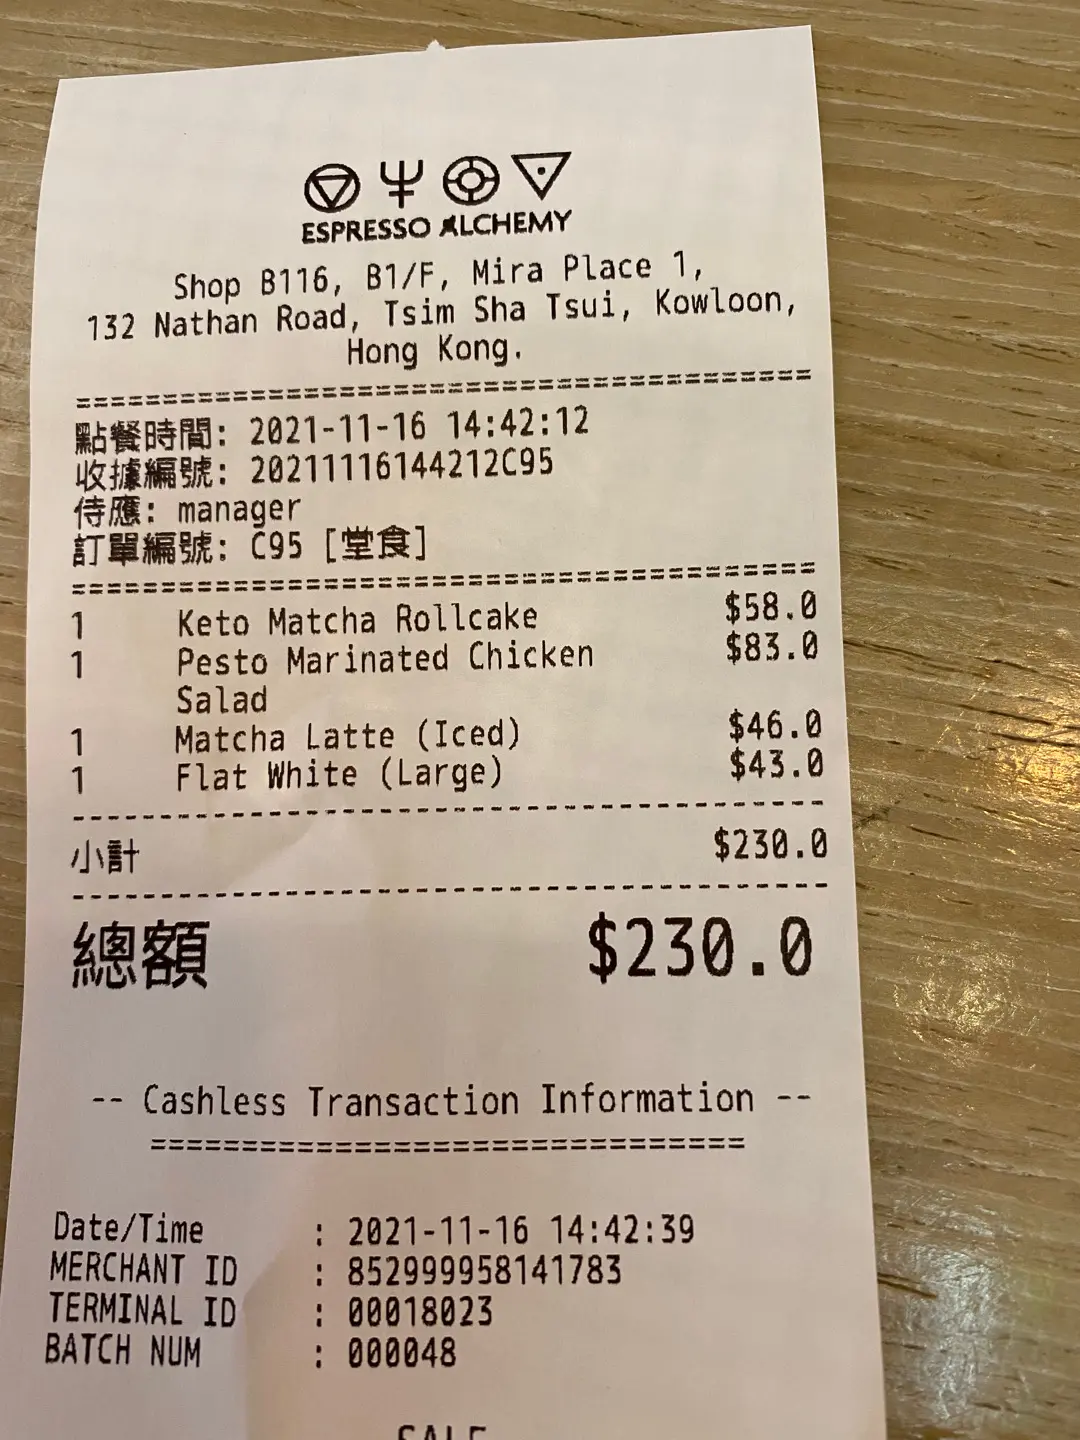 ESPRESSO ALCHEMY
Shop B116, B1/F, Mira Place 1,
132 Nathan Road, Tsim Sha Tsui, Kowloon,
Hong Kong.
========================================
點餐時間: 2021-11-16 14:42:12
收據編號: 20211116144212C95
侍應: manager
訂單編號: C95 [堂食]
========================================
1 Keto Matcha Rollcake $58.0
1 Pesto Marinated Chicken $83.0
Salad
1 Matcha Latte (Iced) $46.0
1 Flat White (Large) $43.0
----------------------------------------
小計 $230.0
----------------------------------------
總額 $230.0
-- Cashless Transaction Information --
================================
Date/Time : 2021-11-16 14:42:39
MERCHANT ID : 852999958141783
TERMINAL ID : 00018023
BATCH NUM : 000048
SALE